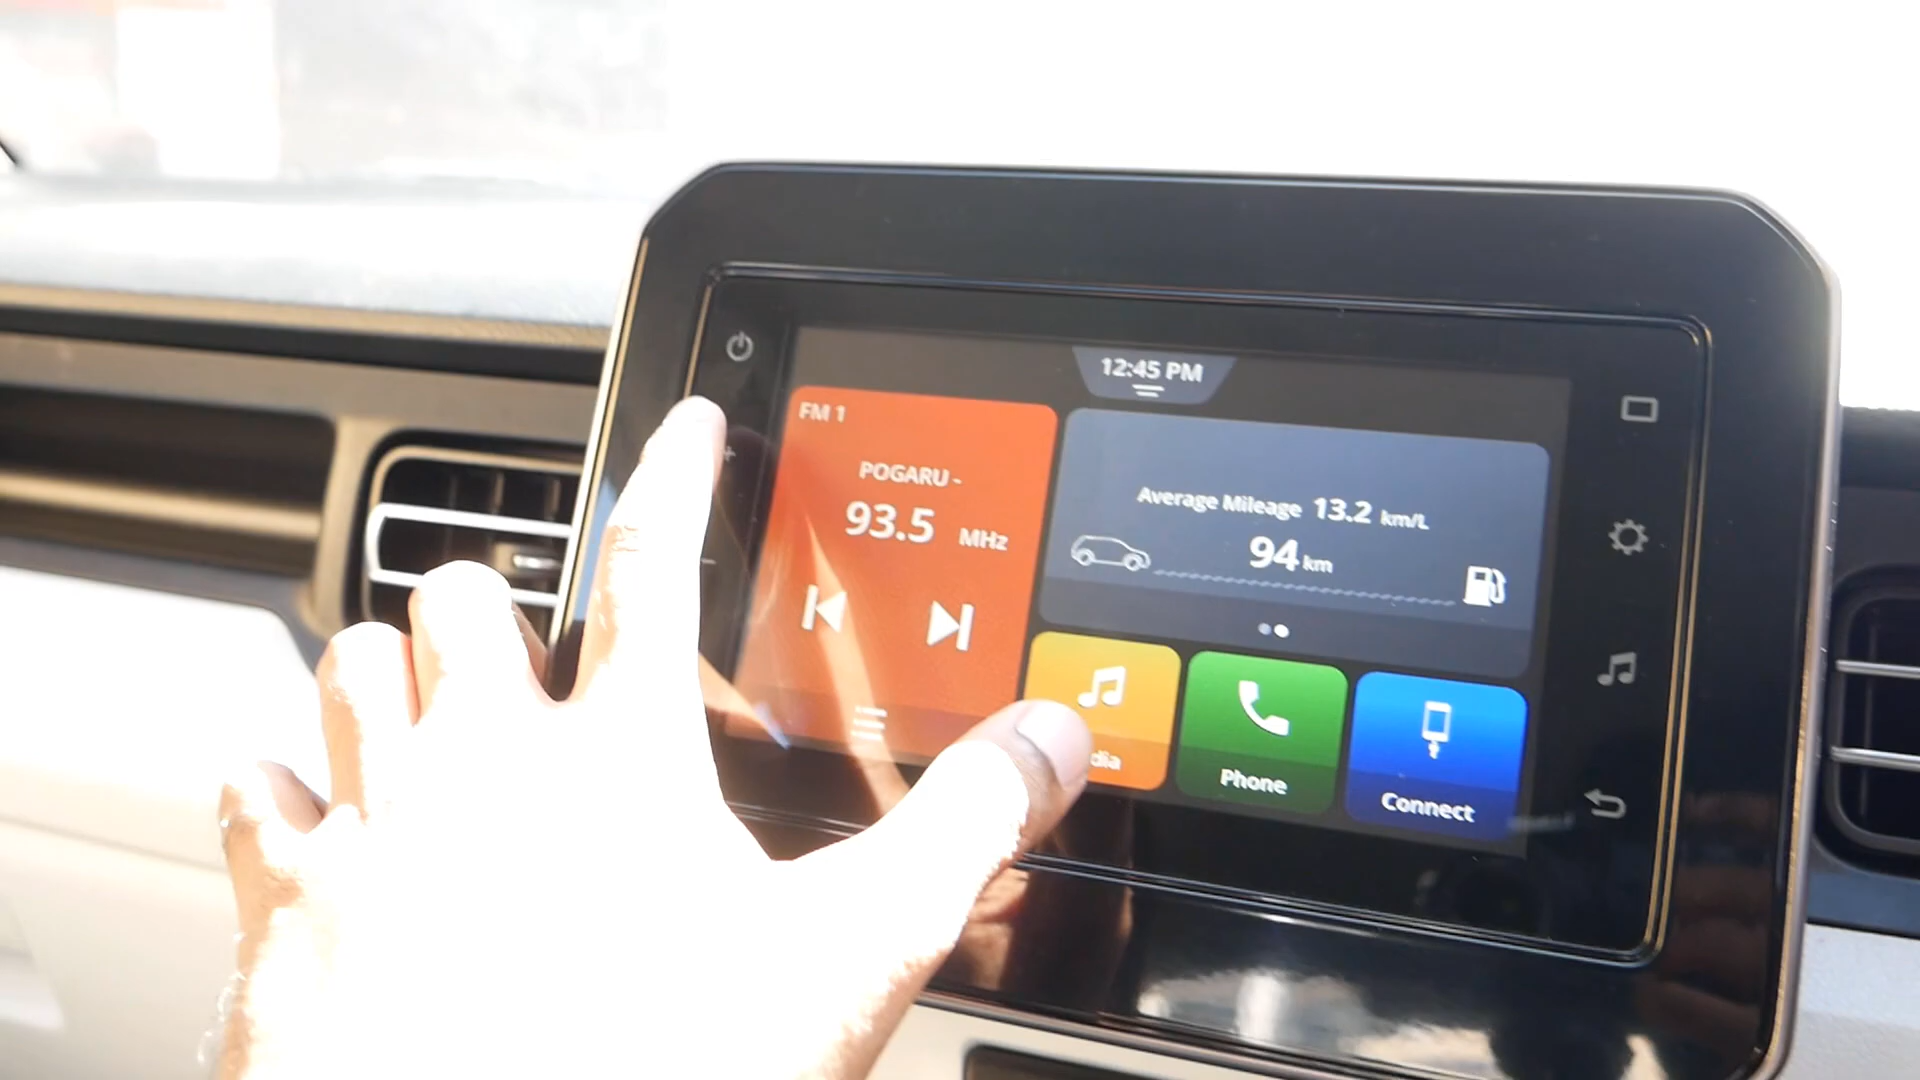 12:45 PM
FM 1
POGARU -
93.5 MHz
Average Mileage 13.2 km/L
94 km
Phone
Connect